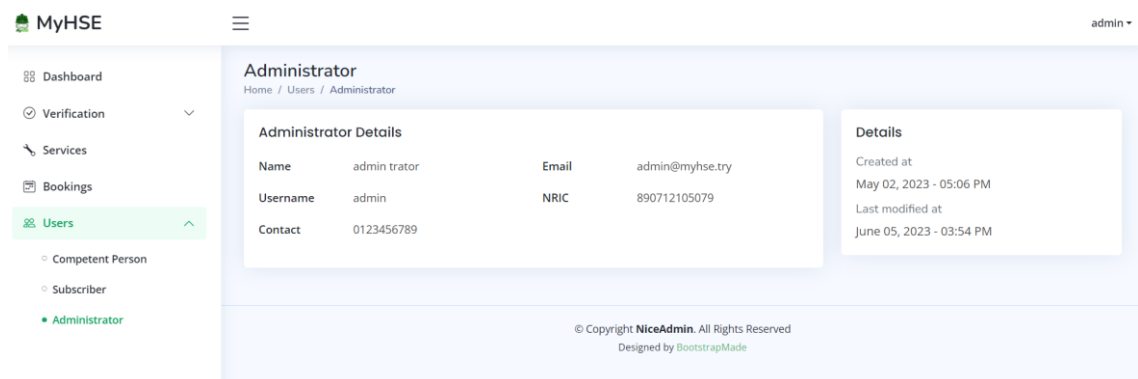 MyHSE
admin
Dashboard
Verification
Services
Bookings
Users
Competent Person
Subscriber
Administrator
Administrator
Home / Users / Administrator
Administrator Details
Name admin trator Email admin@myhse.try
Username admin NRIC 890712105079
Contact 0123456789
Details
Created at
May 02, 2023 - 05:06 PM
Last modified at
June 05, 2023 - 03:54 PM
© Copyright NiceAdmin. All Rights Reserved
Designed by BootstrapMade